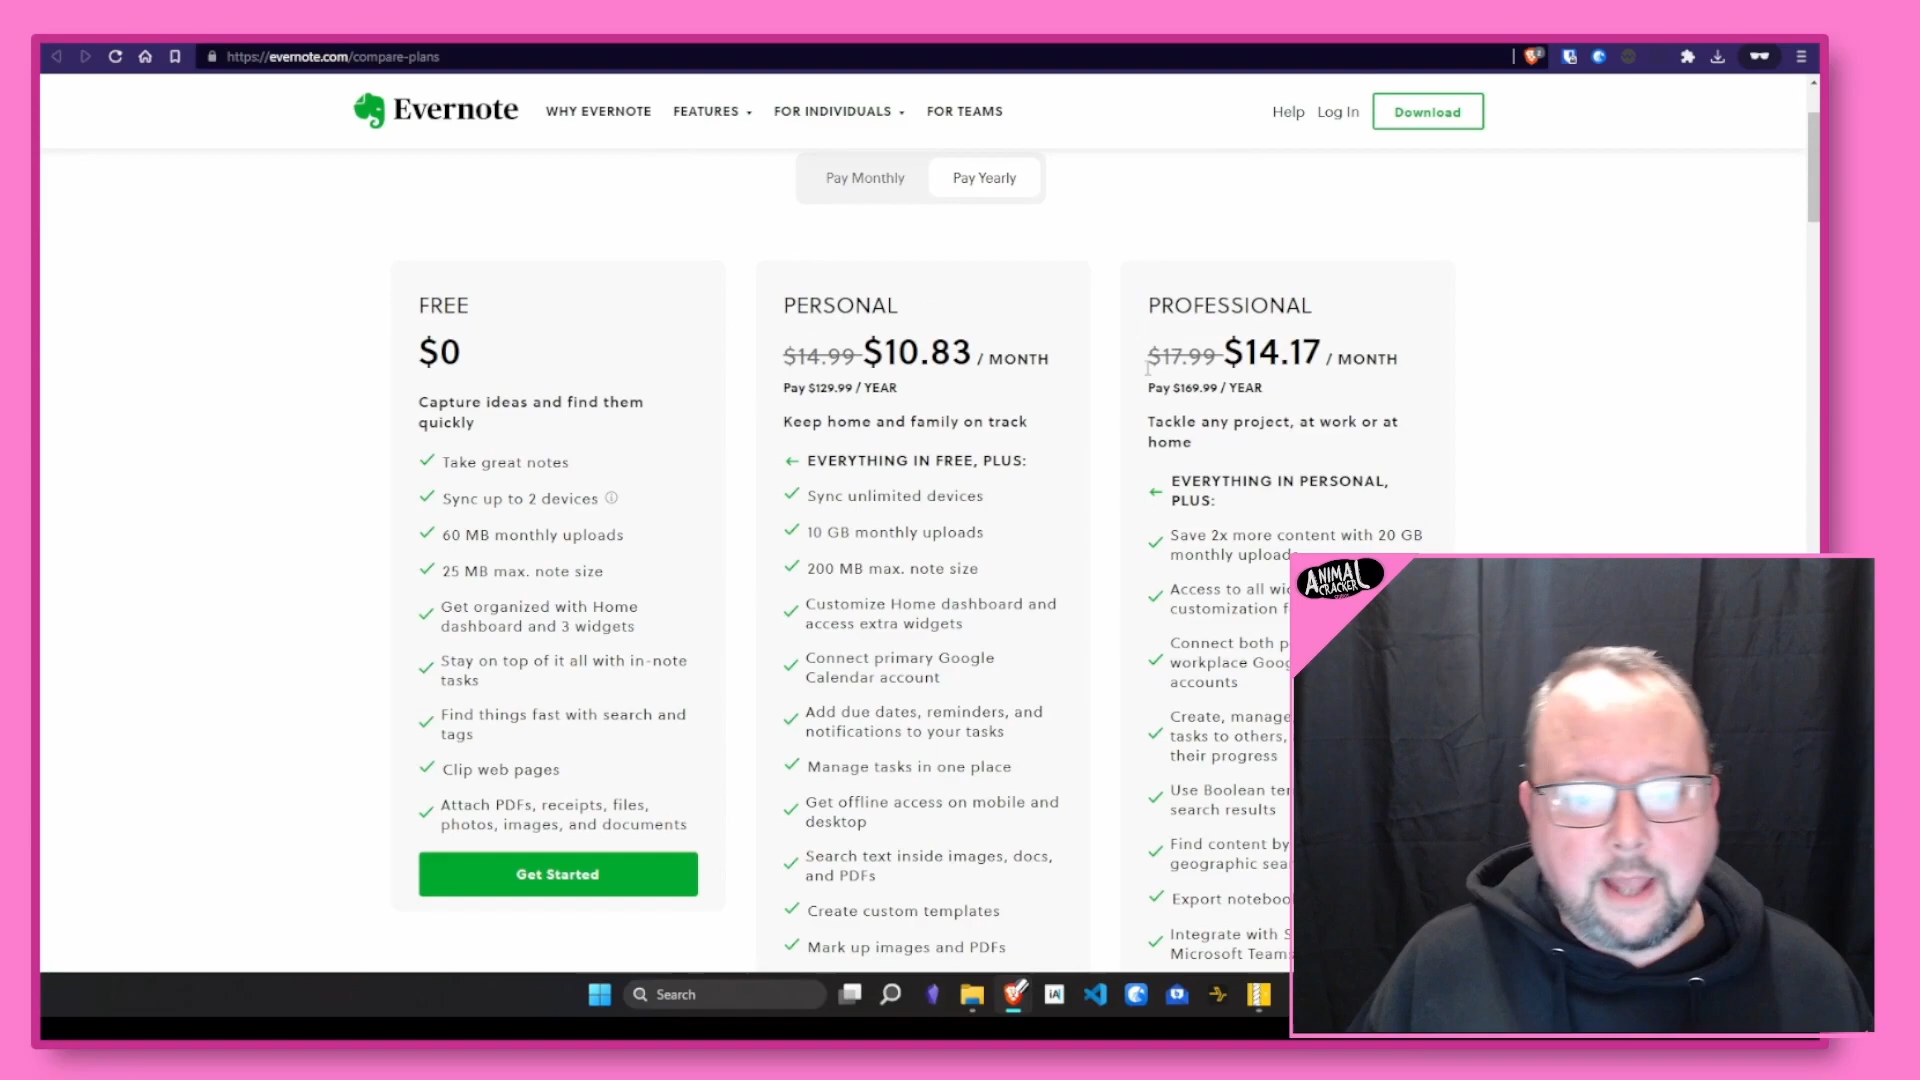 https://evernote.com/compare-plans
Evernote
WHY EVERNOTE
FEATURES
FOR INDIVIDUALS
FOR TEAMS
Help
Log In
Download
Pay Monthly
Pay Yearly
FREE
$0
Capture ideas and find them
quickly
Take great notes
Sync up to 2 devices
60 MB monthly uploads
25 MB max. note size
Get organized with Home
dashboard and 3 widgets
Stay on top of it all with in-note
tasks
Find things fast with search and
tags
Clip web pages
Attach PDFs, receipts, files,
photos, images, and documents
Get Started
PERSONAL
$14.99 $10.83 / MONTH
Pay $129.99 / YEAR
Keep home and family on track
EVERYTHING IN FREE, PLUS:
Sync unlimited devices
10 GB monthly uploads
200 MB max. note size
Customize Home dashboard and
access extra widgets
Connect primary Google
Calendar account
Add due dates, reminders, and
notifications to your tasks
Manage tasks in one place
Get offline access on mobile and
desktop
Search text inside images, docs,
and PDFs
Create custom templates
Mark up images and PDFs
PROFESSIONAL
$17.99 $14.17 / MONTH
Pay $169.99 / YEAR
Tackle any project, at work or at
home
EVERYTHING IN PERSONAL,
PLUS:
Save 2x more content with 20 GB
monthly uploads
Access to all
customization
Connect both
workplace
accounts
Create,
tasks to others,
their progress
Use Boolean
search results
Find content by
geographic
Export
Integrate with
Microsoft
ANIMAL
CRACKER
Search
iA